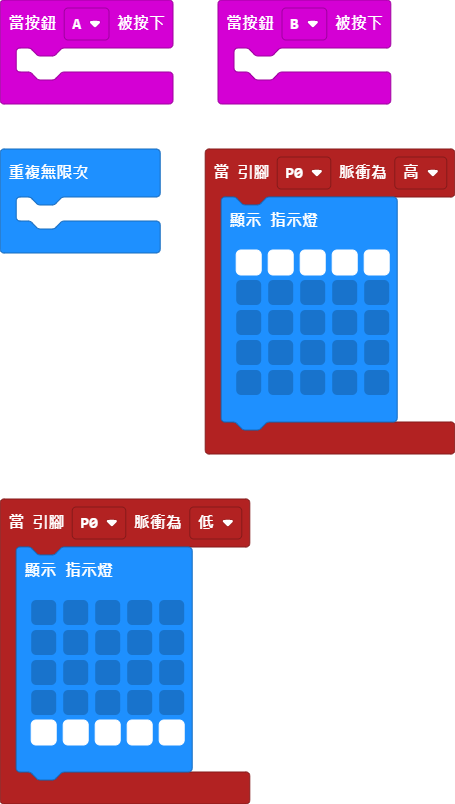 當按鈕 A 被按下
當按鈕 B 被按下
重複無限次
當 引腳 P0 脈衝為 高
顯示 指示燈
當 引腳 P0 脈衝為 低
顯示 指示燈